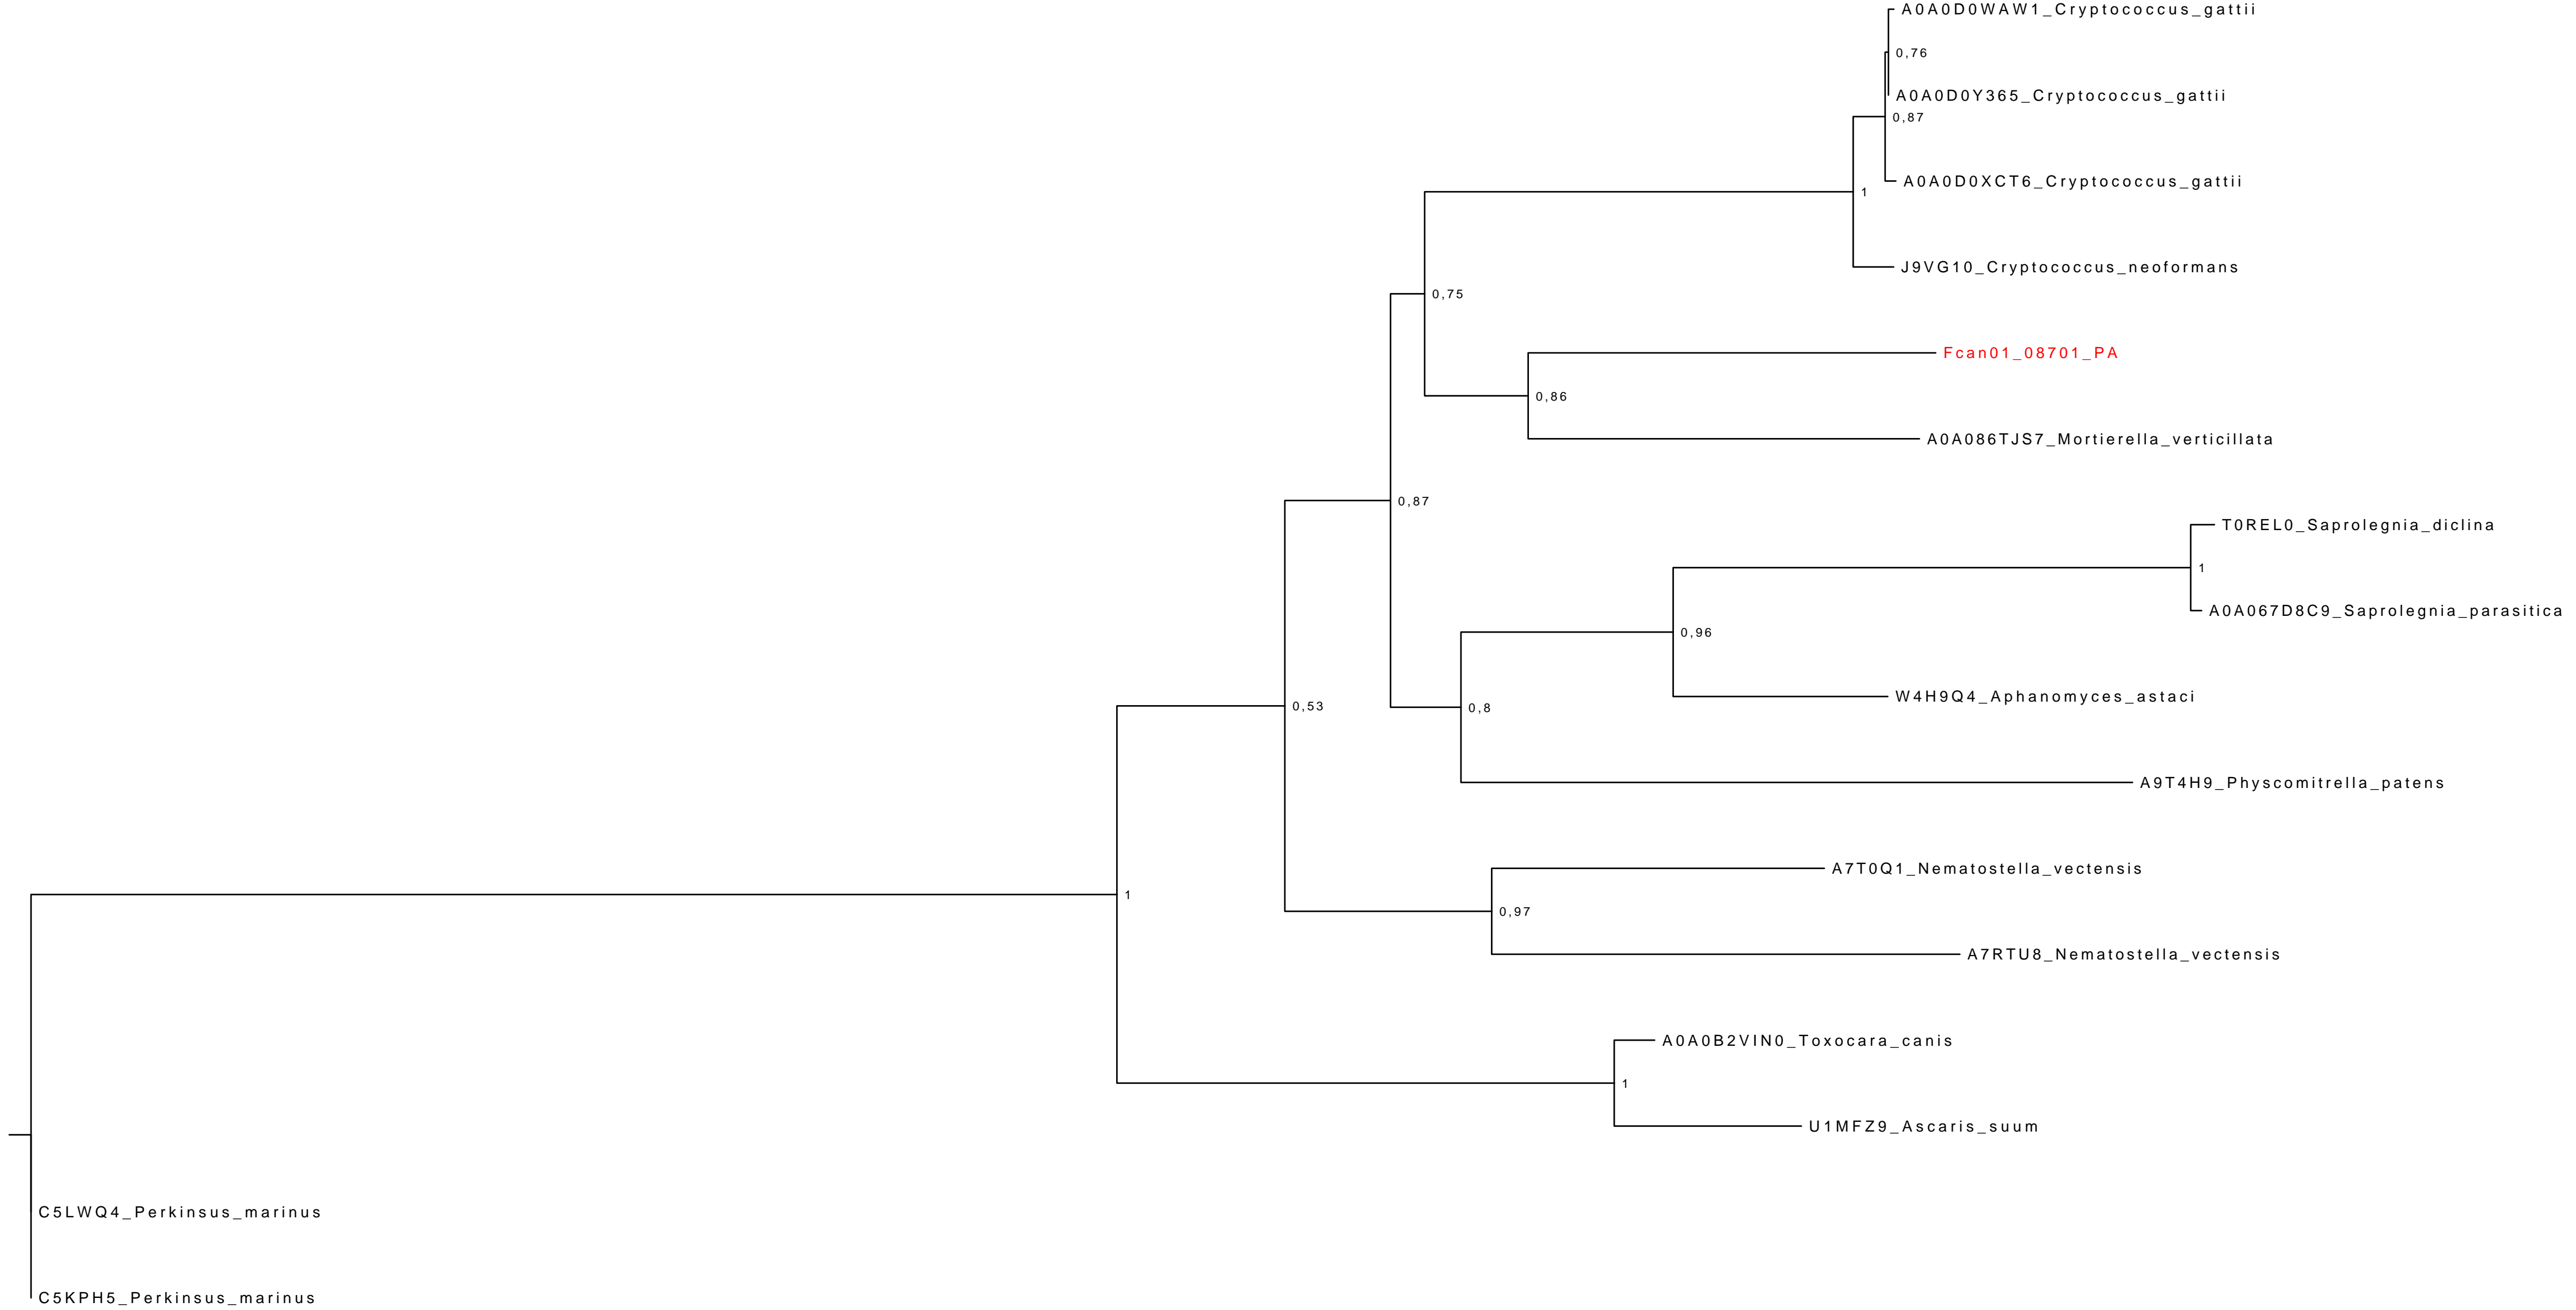 A0A0D0WAW1_Cryptococcus_gattii
0,76
A0A0D0Y365_Cryptococcus_gattii
0,87
A0A0D0XCT6_Cryptococcus_gattii
1
J9VG10_Cryptococcus_neoformans
0,75
Fcan01_08701_PA
0,86
A0A086TJS7_Mortierella_verticillata
0,87
T0REL0_Saprolegnia_diclina
1
A0A067D8C9_Saprolegnia_parasitica
0,96
W4H9Q4_Aphanomyces_astaci
0,53
0,8
A9T4H9_Physcomitrella_patens
A7T0Q1_Nematostella_vectensis
1
0,97
A7RTU8_Nematostella_vectensis
A0A0B2VIN0_Toxocara_canis
1
U1MFZ9_Ascaris_suum
C5LWQ4_Perkinsus_marinus
C5KPH5_Perkinsus_marinus